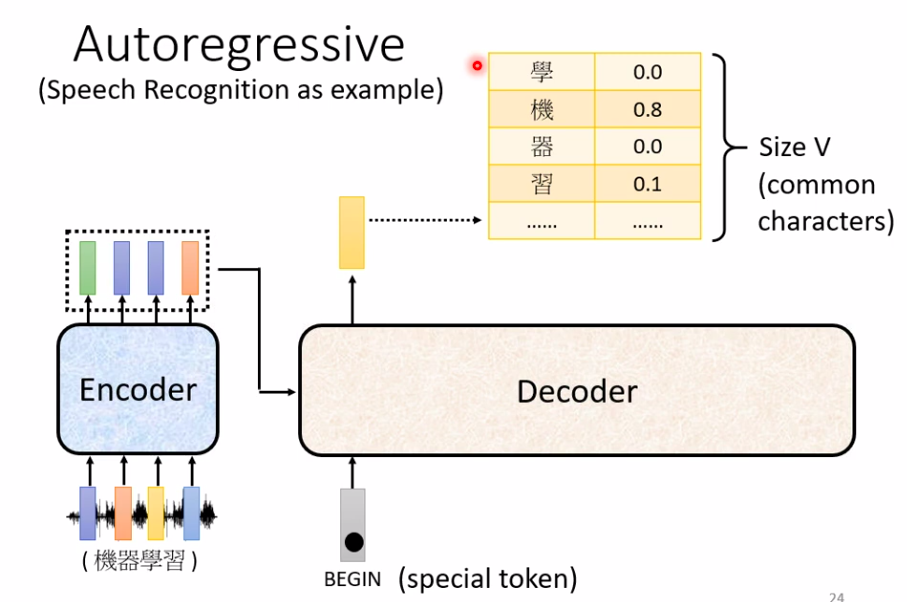 Autoregressive
(Speech Recognition as example)
學 0.0
機 0.8
器 0.0
習 0.1
...... ......
Size V
(common
characters)
Encoder
Decoder
(機器學習)
BEGIN (special token)
24